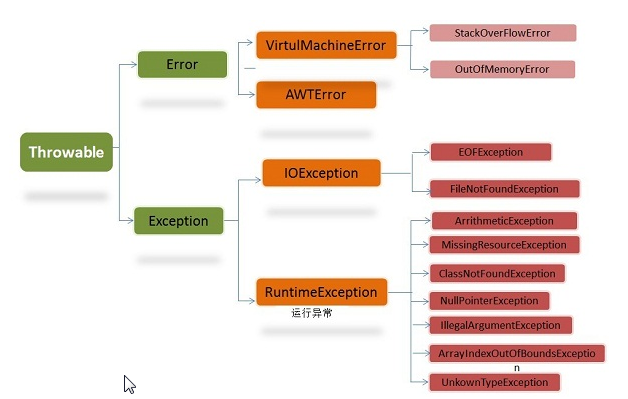 Throwable
Error
VirtulMachineError
StackOverFlowError
OutOfMemoryError
AWTError
Exception
IOException
EOFException
FileNotFoundException
RuntimeException
运行异常
ArrithmeticException
MissingResourceException
ClassNotFoundException
NullPointerException
IllegalArgumentException
ArrayIndexOutOfBoundsExceptio
n
UnkownTypeException